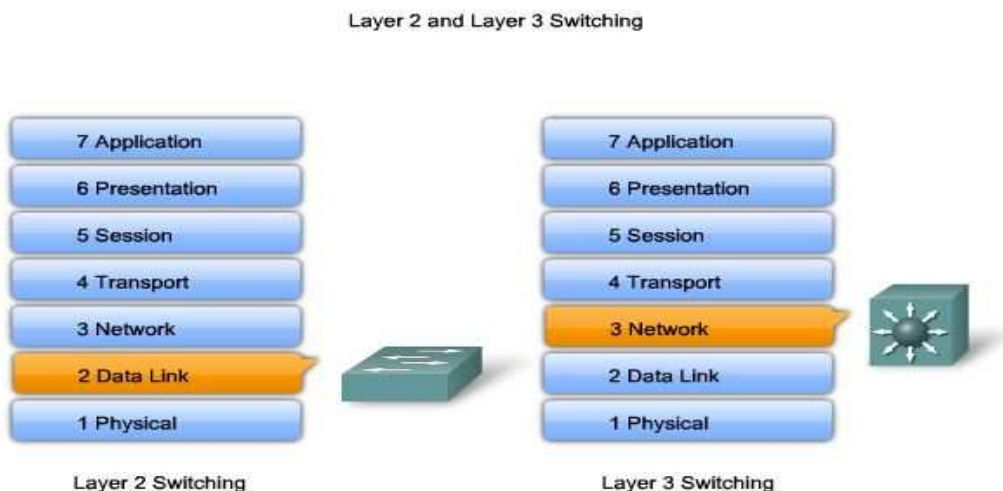 Layer 2 and Layer 3 Switching
7 Application
6 Presentation
5 Session
4 Transport
3 Network
2 Data Link
1 Physical
Layer 2 Switching
7 Application
6 Presentation
5 Session
4 Transport
3 Network
2 Data Link
1 Physical
Layer 3 Switching